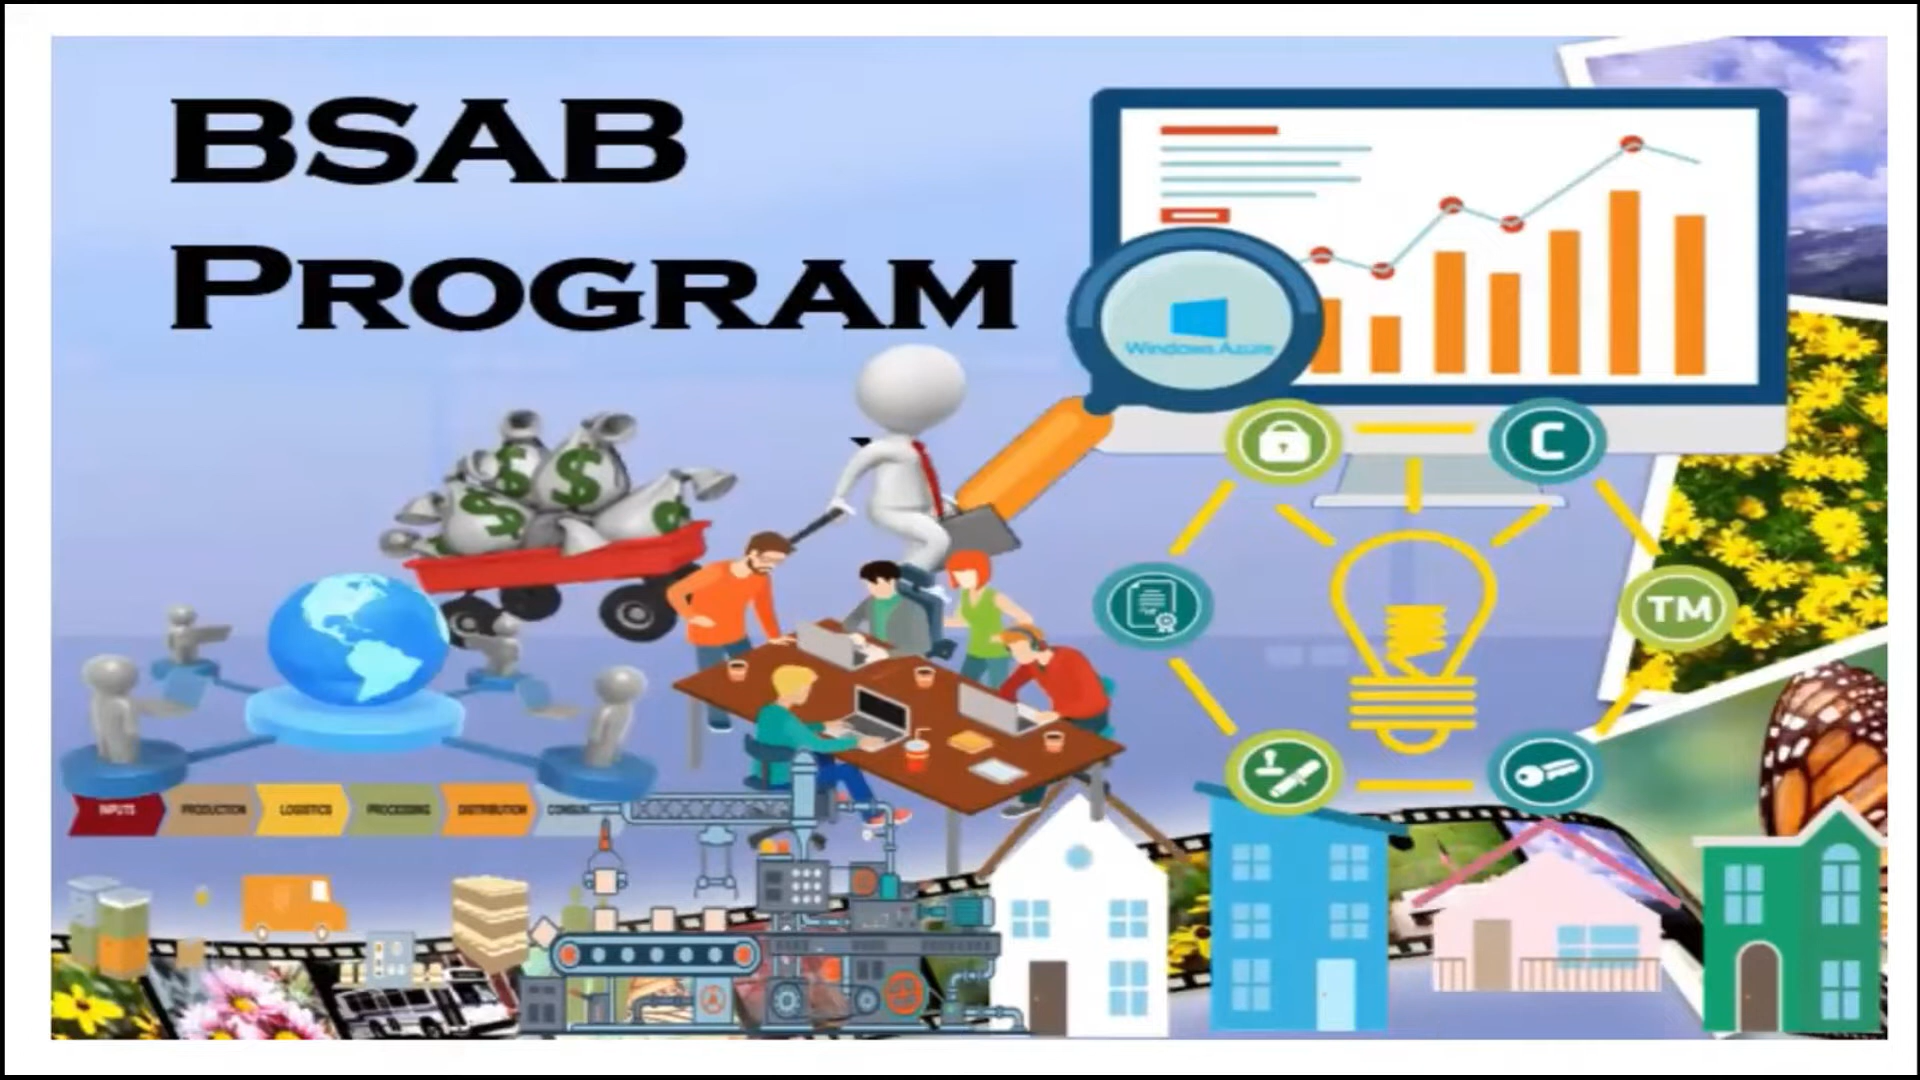 BSAB
PROGRAM
Windows Azure
C
TM
$ $ $
INPUTS PRODUCTION LOGISTICS PROCESSING DISTRIBUTION